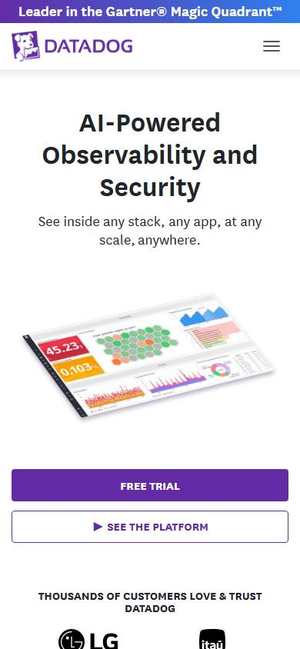 Leader in the Gartner® Magic Quadrant™
DATADOG
AI-Powered
Observability and
Security
See inside any stack, any app, at any
scale, anywhere.
45.23
0.103
FREE TRIAL
▶ SEE THE PLATFORM
THOUSANDS OF CUSTOMERS LOVE & TRUST
DATADOG
LG
itaú